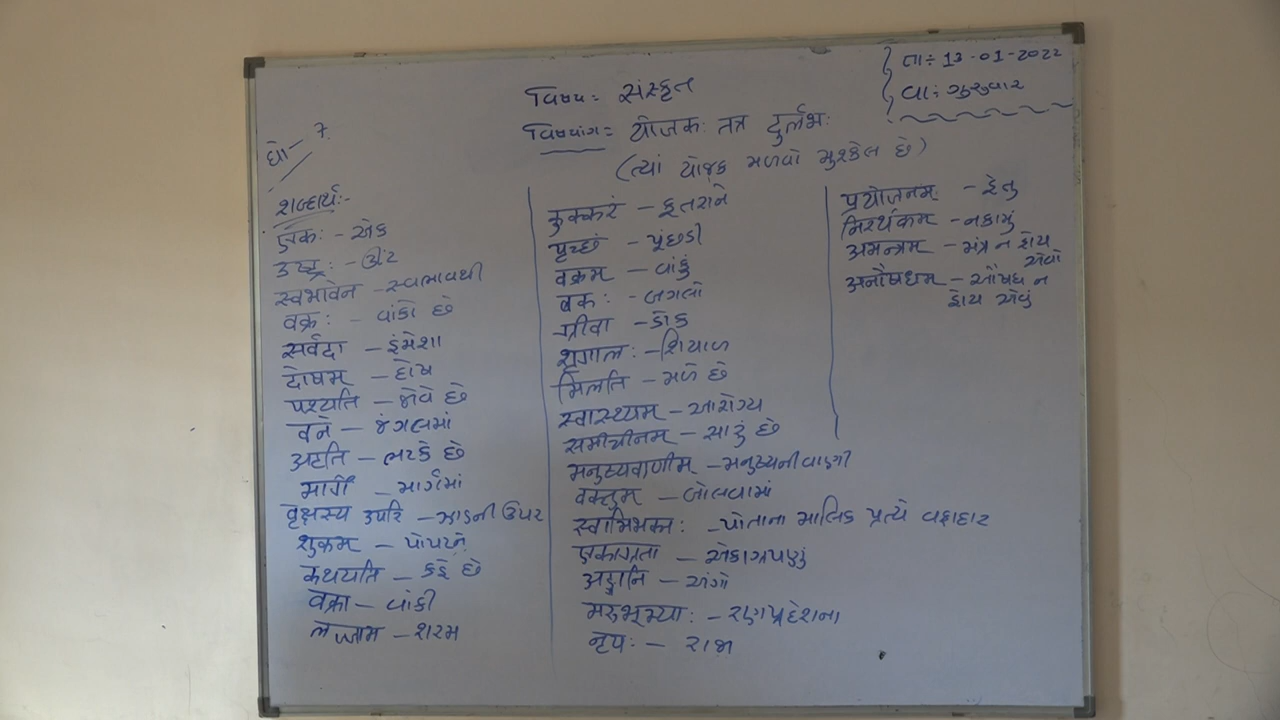 તા: 13-01-2022
વા: ગુરુવાર
વિષય: સંસ્કૃત
વિષયાંગ: યોજકઃ તત્ર દુર્લભઃ
(ત્યાં યોજક મળવો મુશ્કેલ છે)
ધો- 7
શબ્દાર્થ:-
एकः - એક
उष्ट्रः - ઊંટ
स्वभावेन - સ્વભાવથી
वक्रः - વાંકો છે
सर्वदा - હંમેશા
दोषम् - દોષ
पश्यति - જોવે છે
वने - જંગલમાં
अटति - ભટકે છે
मार्गे - માર્ગમાં
वृक्षस्य उपरि - ઝાડની ઉપર
शुकम् - પોપટને
कथयति - કહે છે
वक्रा - વાંકી
लज्जाम - શરમ
कुक्करं - કૂતરાને
पृच्छं - પૂંછડી
वक्रम् - વાંકું
बकः - બગલો
ग्रीवा - ડોક
शृगालः - શિયાળ
मिलति - મળે છે
स्वास्थ्यम् - આરોગ્ય
समीचीनम् - સારું છે
मनुष्यवाणीम् - મનુષ્યની વાણી
वक्तुम् - બોલવામાં
स्वामिभक्तः - પોતાના માલિક પ્રત્યે વફાદાર
एकाग्रता - એકાગ્રપણું
अङ्गानि - અંગો
मरुभूम्याः - રણપ્રદેશના
नृपः - રાજા
प्रयोजनम् - હેતુ
निरर्थकम् - નકામું
अमन्त्रम् - મંત્ર ન હોય
એવો
अनौषधम् - ઔષધ ન
હોય એવું